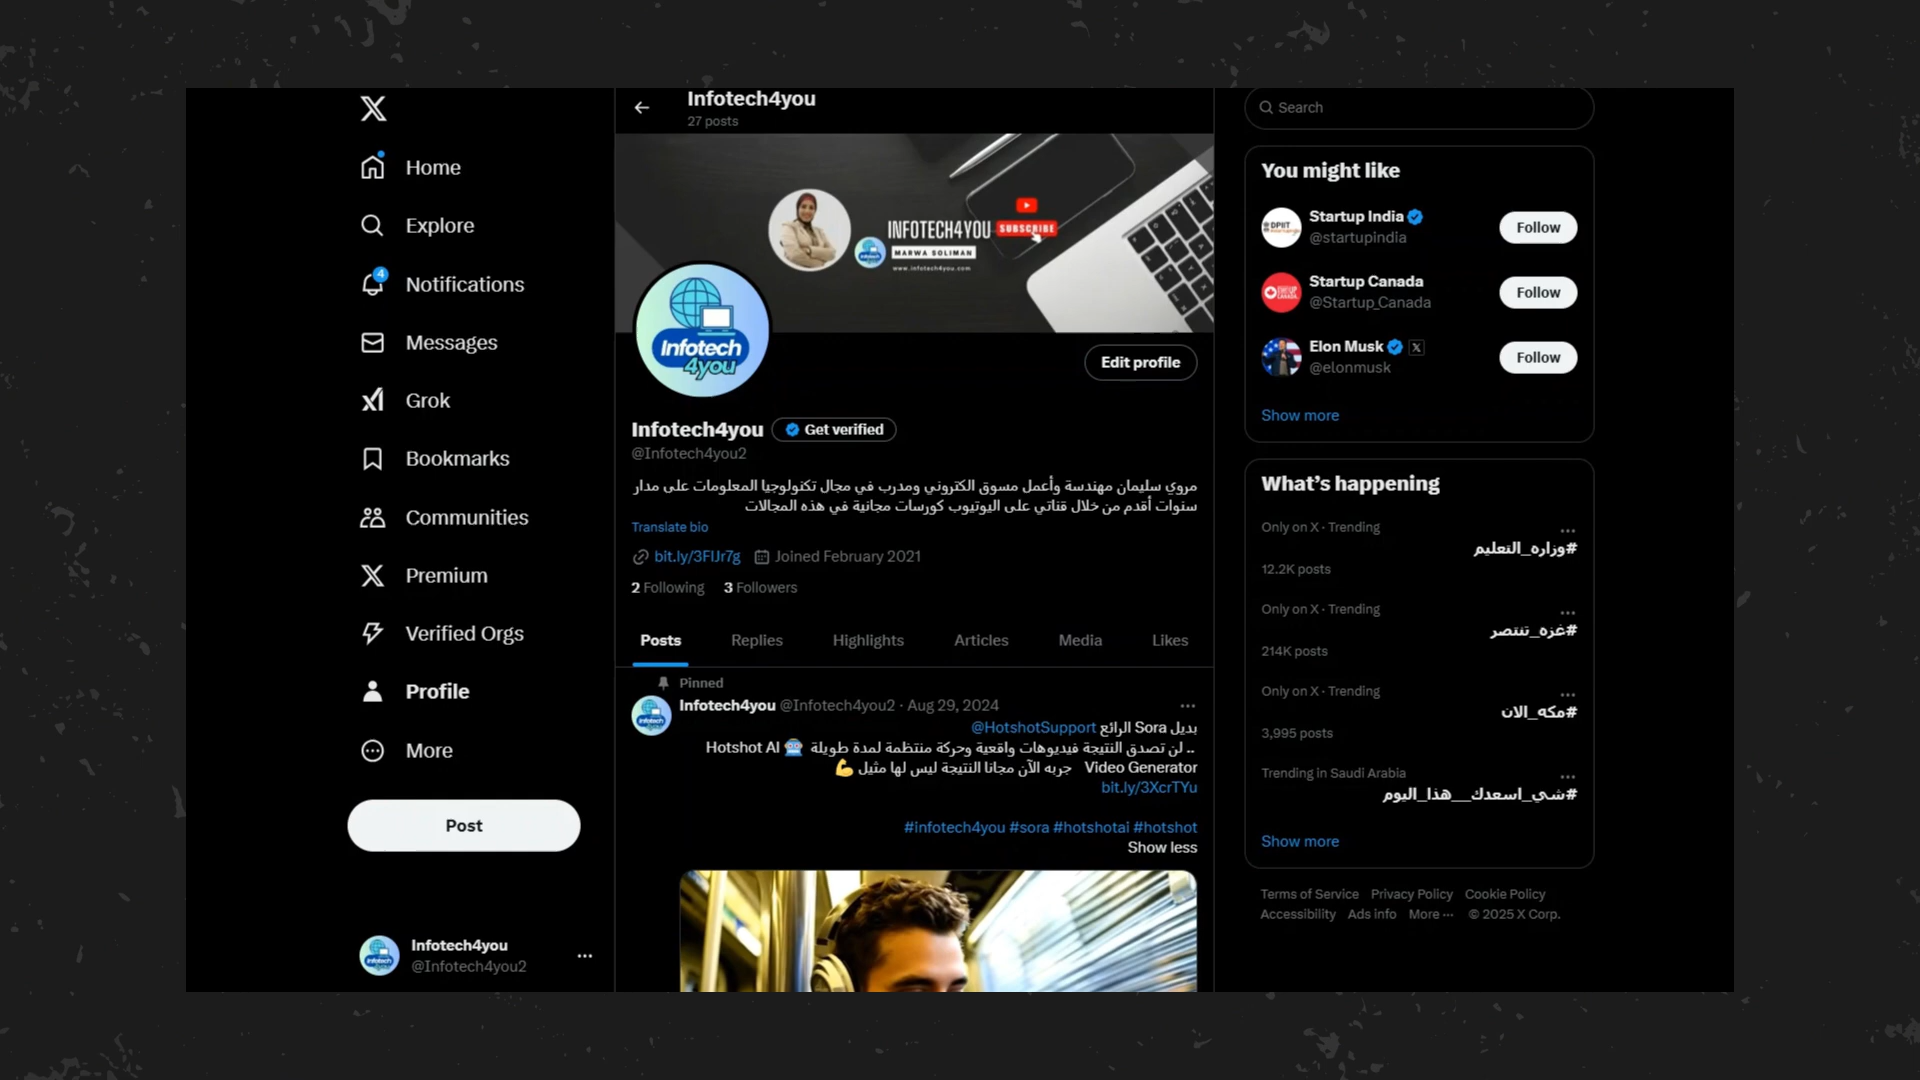 Home
Explore
4
Notifications
Messages
Grok
Bookmarks
Communities
Premium
Verified Orgs
Profile
More
Post
Infotech4you
@Infotech4you2
Infotech4you
27 posts
INFOTECH4YOU
SUBSCRIBE
MARWA SOLIMAN
www.infotech4you.com
Infotech
4you
Edit profile
Infotech4you
Get verified
@Infotech4you2
مروي سليمان مهندسة وأعمل مسوق الكتروني ومدرب في مجال تكنولوجيا المعلومات على مدار
سنوات أقدم من خلال قناتي على اليوتيوب كورسات مجانية في هذه المجالات
Translate bio
bit.ly/3FIJr7g Joined February 2021
2 Following 3 Followers
Posts Replies Highlights Articles Media Likes
Pinned
Infotech4you @Infotech4you2 · Aug 29, 2024
بديل Sora الرائع @HotshotSupport
.. لن تصدق النتيجة فيديوهات واقعية وحركة منتظمة لمدة طويلة 🤖 Hotshot AI
Video Generator جربه الآن مجانا النتيجة ليس لها مثيل 💪
bit.ly/3XcrTYu
#infotech4you #sora #hotshotai #hotshot
Show less
Search
You might like
Startup India
@startupindia
Follow
Startup Canada
@Startup_Canada
Follow
Elon Musk
@elonmusk
Follow
Show more
What's happening
Only on X · Trending
#وزارة_التعليم
12.2K posts
Only on X · Trending
#غزه_تنتصر
214K posts
Only on X · Trending
#مكه_الان
3,995 posts
Trending in Saudi Arabia
#شي_اسعدك__هذا_اليوم
Show more
Terms of Service Privacy Policy Cookie Policy
Accessibility Ads info More ··· © 2025 X Corp.